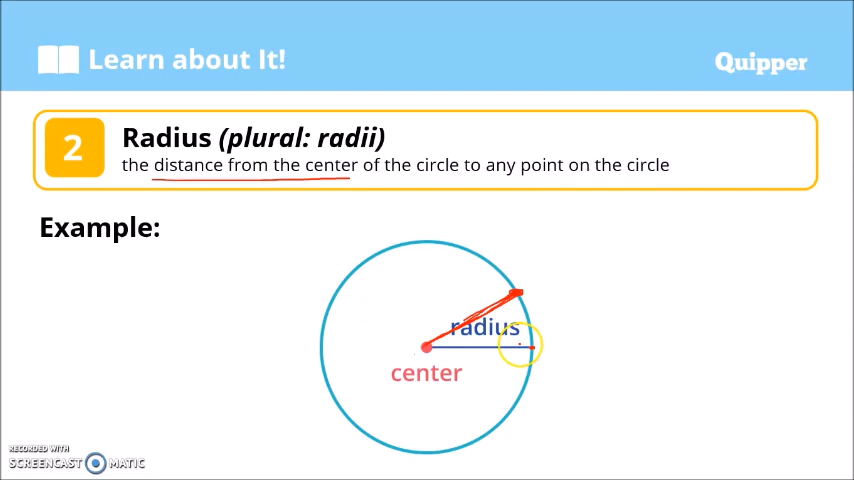 Learn about It!
Quipper
2
Radius (plural: radii)
the distance from the center of the circle to any point on the circle
Example:
radius
center
RECORDED WITH
SCREENCAST MATIC